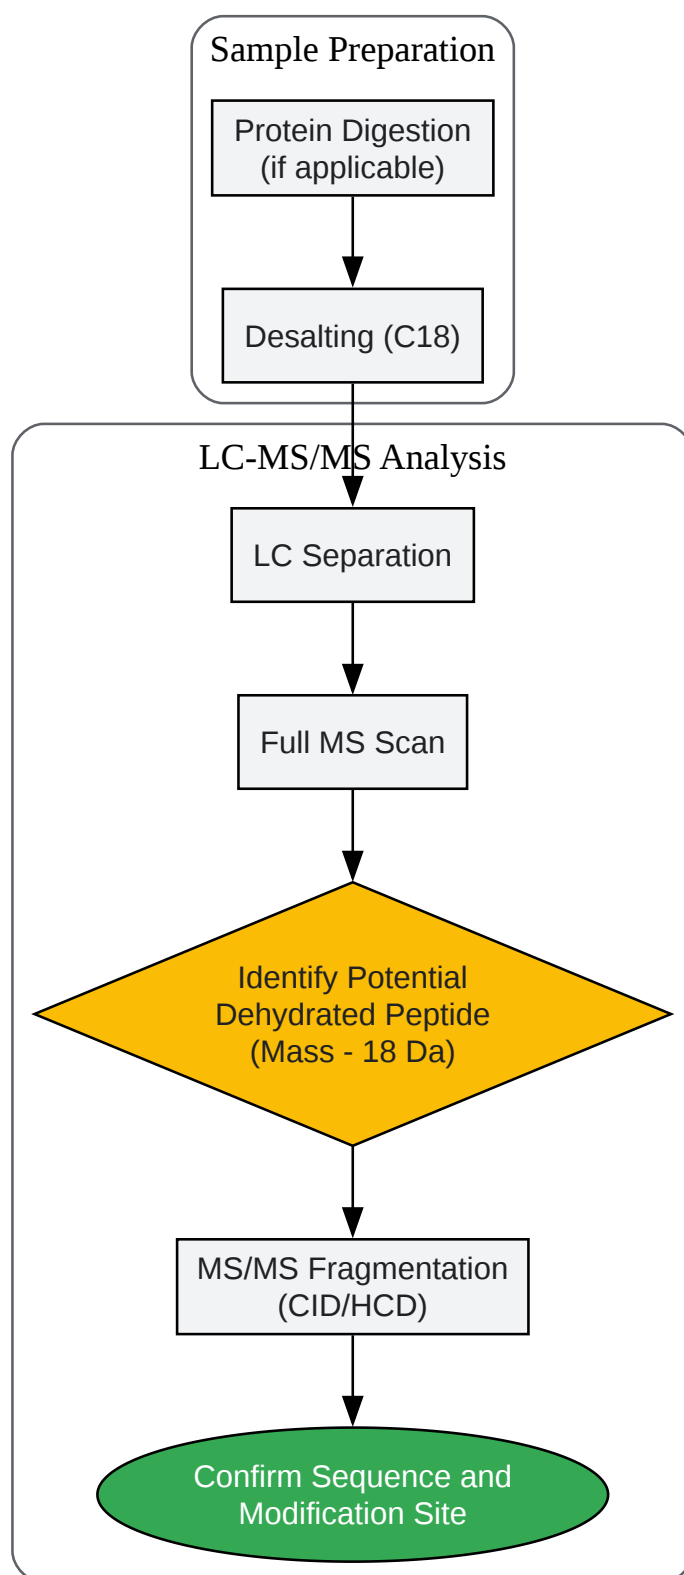 Sample Preparation
Protein Digestion
(if applicable)
Desalting (C18)
LC-MS/MS Analysis
LC Separation
Full MS Scan
Identify Potential
Dehydrated Peptide
(Mass - 18 Da)
MS/MS Fragmentation
(CID/HCD)
Confirm Sequence and
Modification Site